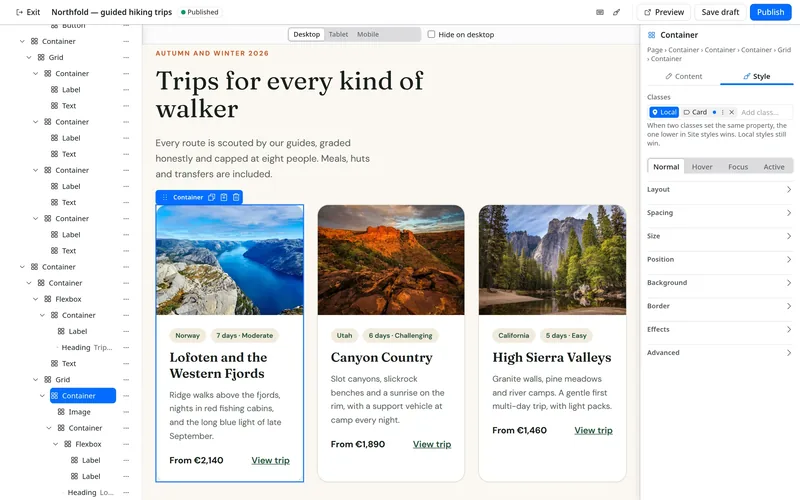 Exit
Northfold — guided hiking trips
Published
Preview
Save draft
Publish
Button
Container
Grid
Container
Label
Text
Container
Label
Text
Container
Label
Text
Container
Label
Text
Container
Container
Flexbox
Container
Label
Heading Trip...
Text
Grid
Container
Image
Container
Flexbox
Label
Label
Heading Lo...
Desktop
Tablet
Mobile
Hide on desktop
AUTUMN AND WINTER 2026
Trips for every kind of
walker
Every route is scouted by our guides, graded
honestly and capped at eight people. Meals, huts
and transfers are included.
Container
Norway
7 days · Moderate
Lofoten and the
Western Fjords
Ridge walks above the fjords,
nights in red fishing cabins,
and the long blue light of late
September.
From €2,140
View trip
Utah
6 days · Challenging
Canyon Country
Slot canyons, slickrock
benches and a sunrise on the
rim, with a support vehicle at
camp every night.
From €1,890
View trip
California
5 days · Easy
High Sierra Valleys
Granite walls, pine meadows
and river camps. A gentle first
multi-day trip, with light packs.
From €1,460
View trip
Container
Page › Container › Container › Container › Grid
› Container
Content
Style
Classes
Local
Card
Add class...
When two classes set the same property, the
one lower in Site styles wins. Local styles still
win.
Normal
Hover
Focus
Active
Layout
Spacing
Size
Position
Background
Border
Effects
Advanced